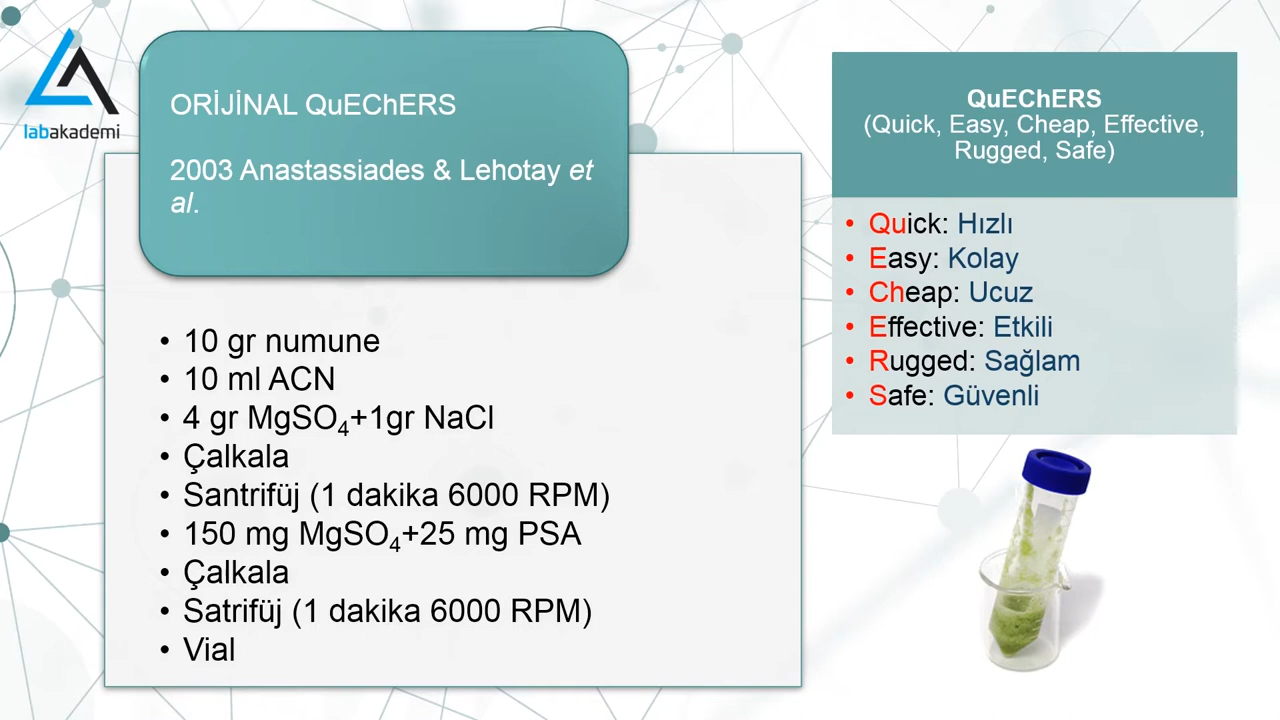 labakademi
ORİJİNAL QuEChERS
2003 Anastassiades & Lehotay et
al.
• 10 gr numune
• 10 ml ACN
• 4 gr MgSO₄+1gr NaCl
• Çalkala
• Santrifüj (1 dakika 6000 RPM)
• 150 mg MgSO₄+25 mg PSA
• Çalkala
• Satrifüj (1 dakika 6000 RPM)
• Vial
QuEChERS
(Quick, Easy, Cheap, Effective,
Rugged, Safe)
• Quick: Hızlı
• Easy: Kolay
• Cheap: Ucuz
• Effective: Etkili
• Rugged: Sağlam
• Safe: Güvenli